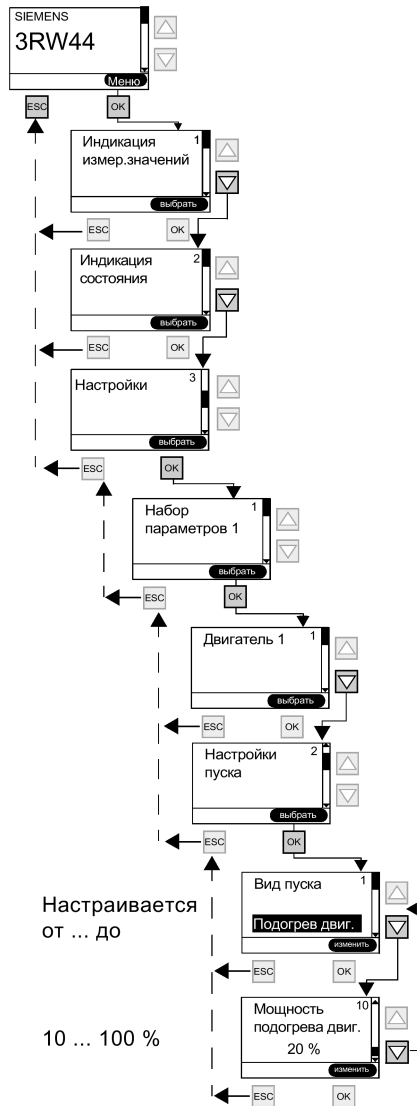 SIEMENS
3RW44
Меню
ESC
OK
Индикация 1
измер.значений
выбрать
ESC
OK
Индикация 2
состояния
выбрать
ESC
OK
Настройки 3
выбрать
ESC
OK
Набор 1
параметров 1
выбрать
ESC
OK
Двигатель 1 1
выбрать
ESC
OK
Настройки 2
пуска
выбрать
ESC
OK
Вид пуска 1
Подогрев двиг.
изменить
Настраивается
от ... до
ESC
OK
Мощность 10
подогрева двиг.
20 %
изменить
10 ... 100 %
ESC
OK